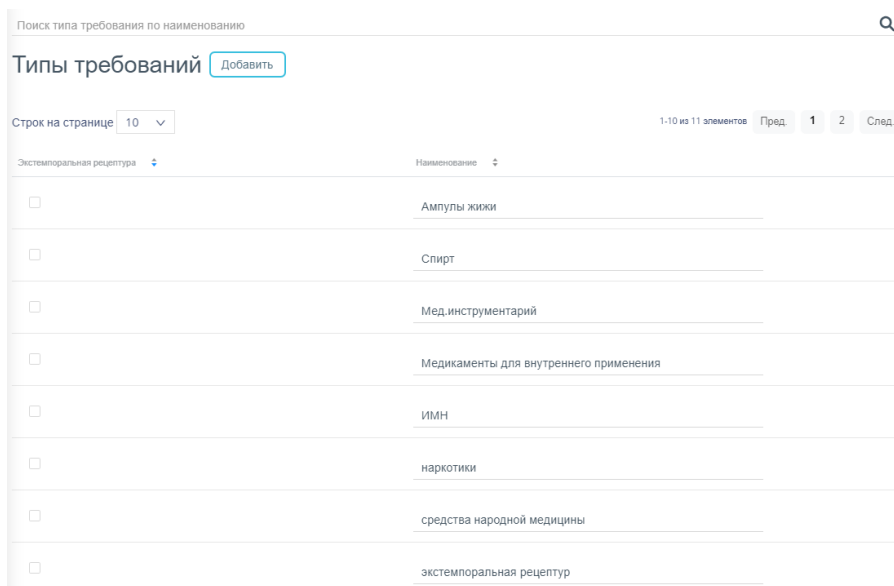 Поиск типа требования по наименованию
Типы требований Добавить
Строк на странице 10 1-10 из 11 элементов Пред. 1 2 След.
Экстемпоральная рецептура Наименование
Ампулы жижи
Спирт
Мед.инструментарий
Медикаменты для внутреннего применения
ИМН
наркотики
средства народной медицины
экстемпоральная рецептур